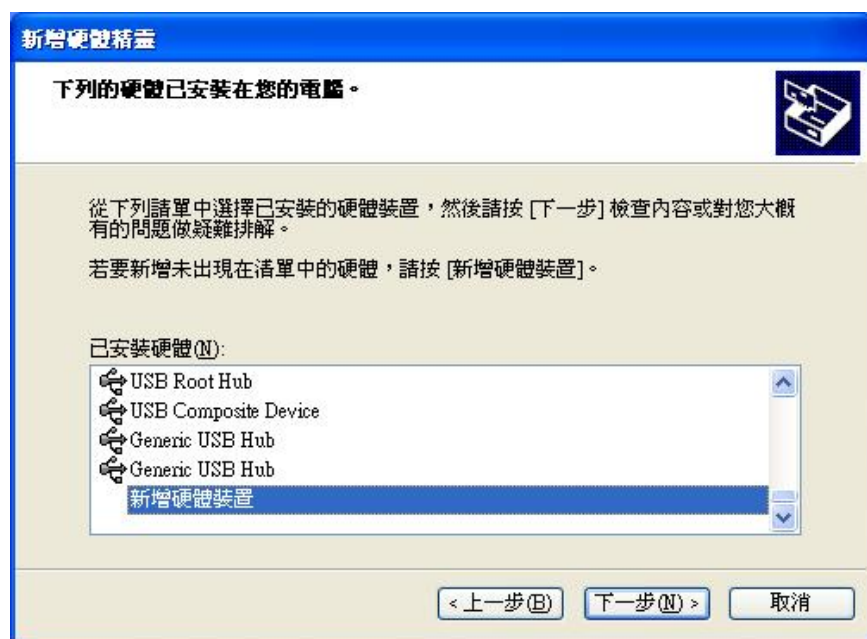 新增硬體精靈
下列的硬體已安裝在您的電腦。
從下列清單中選擇已安裝的硬體裝置，然後請按 [下一步] 檢查內容或對您大概
有的問題做疑難排解。
若要新增未出現在清單中的硬體，請按 [新增硬體裝置]。
已安裝硬體(N):
USB Root Hub
USB Composite Device
Generic USB Hub
Generic USB Hub
新增硬體裝置
< 上一步(B)
下一步(N) >
取消